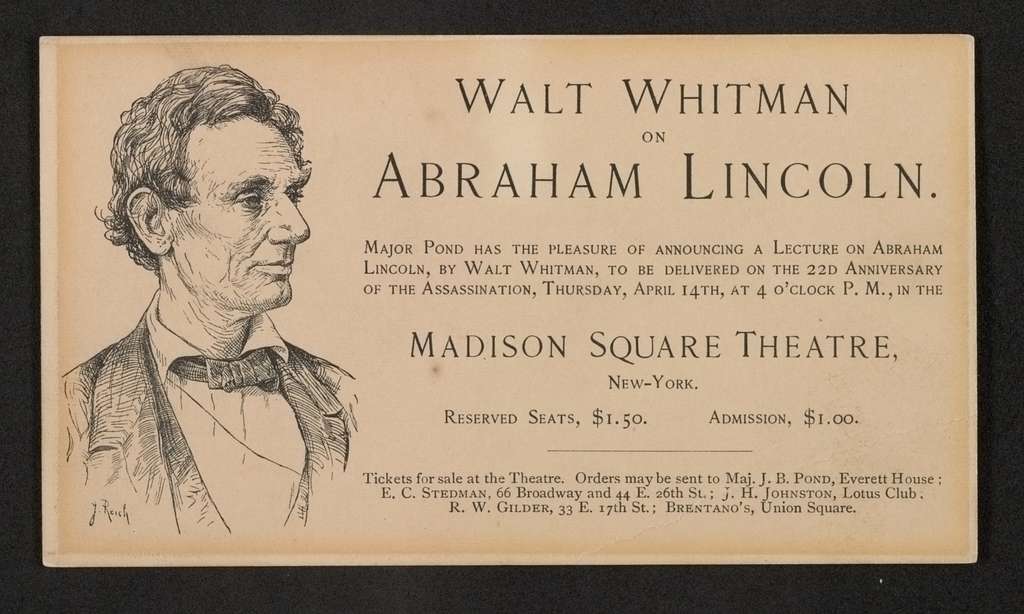 WALT WHITMAN
ON
ABRAHAM LINCOLN.
MAJOR POND HAS THE PLEASURE OF ANNOUNCING A LECTURE ON ABRAHAM
LINCOLN, BY WALT WHITMAN, TO BE DELIVERED ON THE 22D ANNIVERSARY
OF THE ASSASSINATION, THURSDAY, APRIL 14TH, AT 4 O'CLOCK P. M., IN THE
MADISON SQUARE THEATRE,
NEW-YORK.
RESERVED SEATS, $1.50. ADMISSION, $1.00.
Tickets for sale at the Theatre. Orders may be sent to MAJ. J. B. POND, Everett House;
E. C. STEDMAN, 66 Broadway and 44 E. 26th St.; J. H. JOHNSTON, Lotus Club.
R. W. GILDER, 33 E. 17th St.; BRENTANO'S, Union Square.
J. Reich